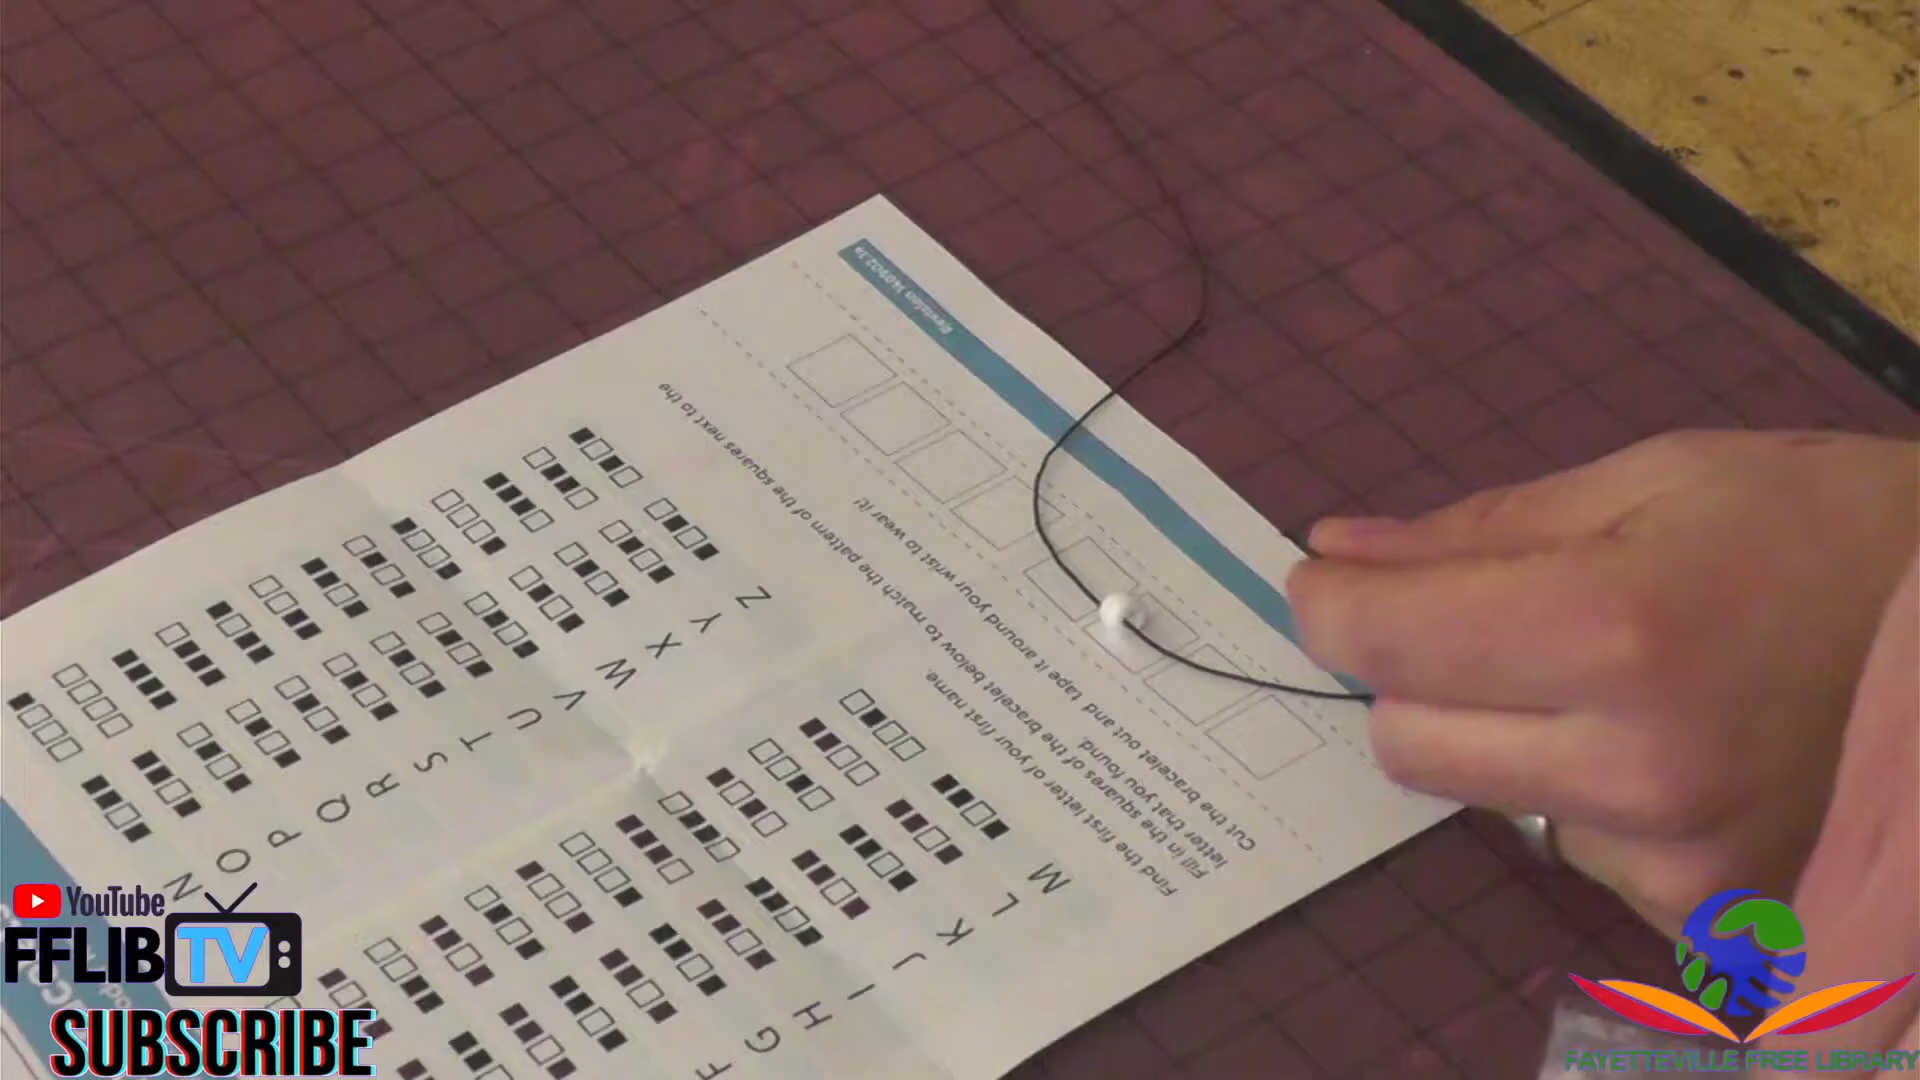 Find the first letter of your first name.
Fill in the squares of the bracelet below to match the pattern of the squares next to the
letter that you found.
Cut the bracelet out and tape it around your wrist to wear it!
F
G
H
I
J
K
L
M
N
O
P
Q
R
S
T
U
V
W
X
Y
Z
YouTube
FFLIB TV
SUBSCRIBE
FAYETTEVILLE FREE LIBRARY